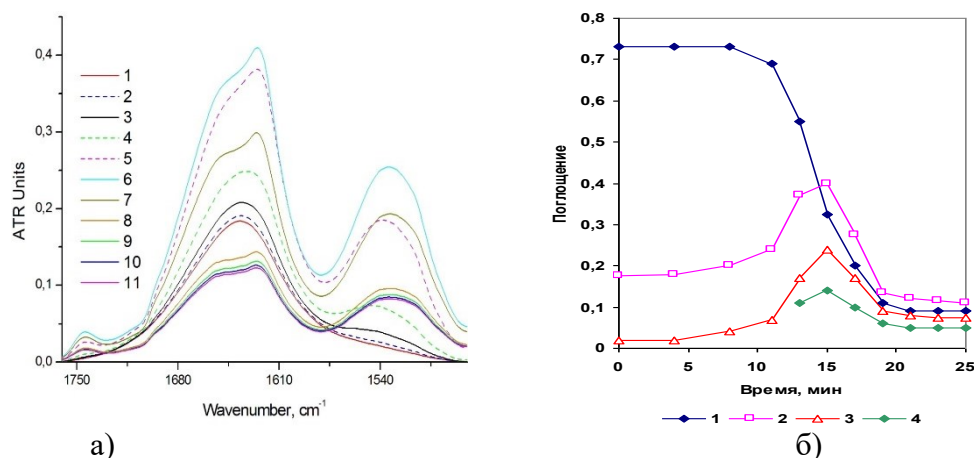 0,4
0,3
0,2
0,1
0,0
ATR Units
1
2
3
4
5
6
7
8
9
10
11
1750 1680 1610 1540
Wavenumber, cm⁻¹
а)
0,8
0,7
0,6
0,5
0,4
0,3
0,2
0,1
0
Поглощение
0 5 10 15 20 25
Время, мин
1 2 3 4
б)